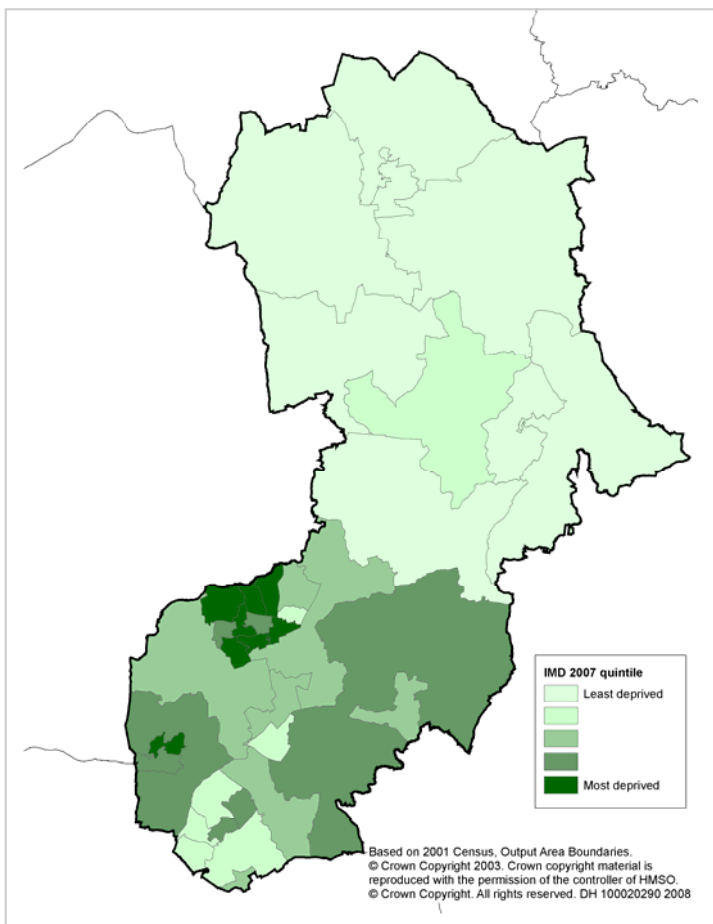 IMD 2007 quintile
Least deprived
Most deprived
Based on 2001 Census, Output Area Boundaries.
© Crown Copyright 2003. Crown copyright material is
reproduced with the permission of the controller of HMSO.
© Crown Copyright. All rights reserved. DH 100020290 2008